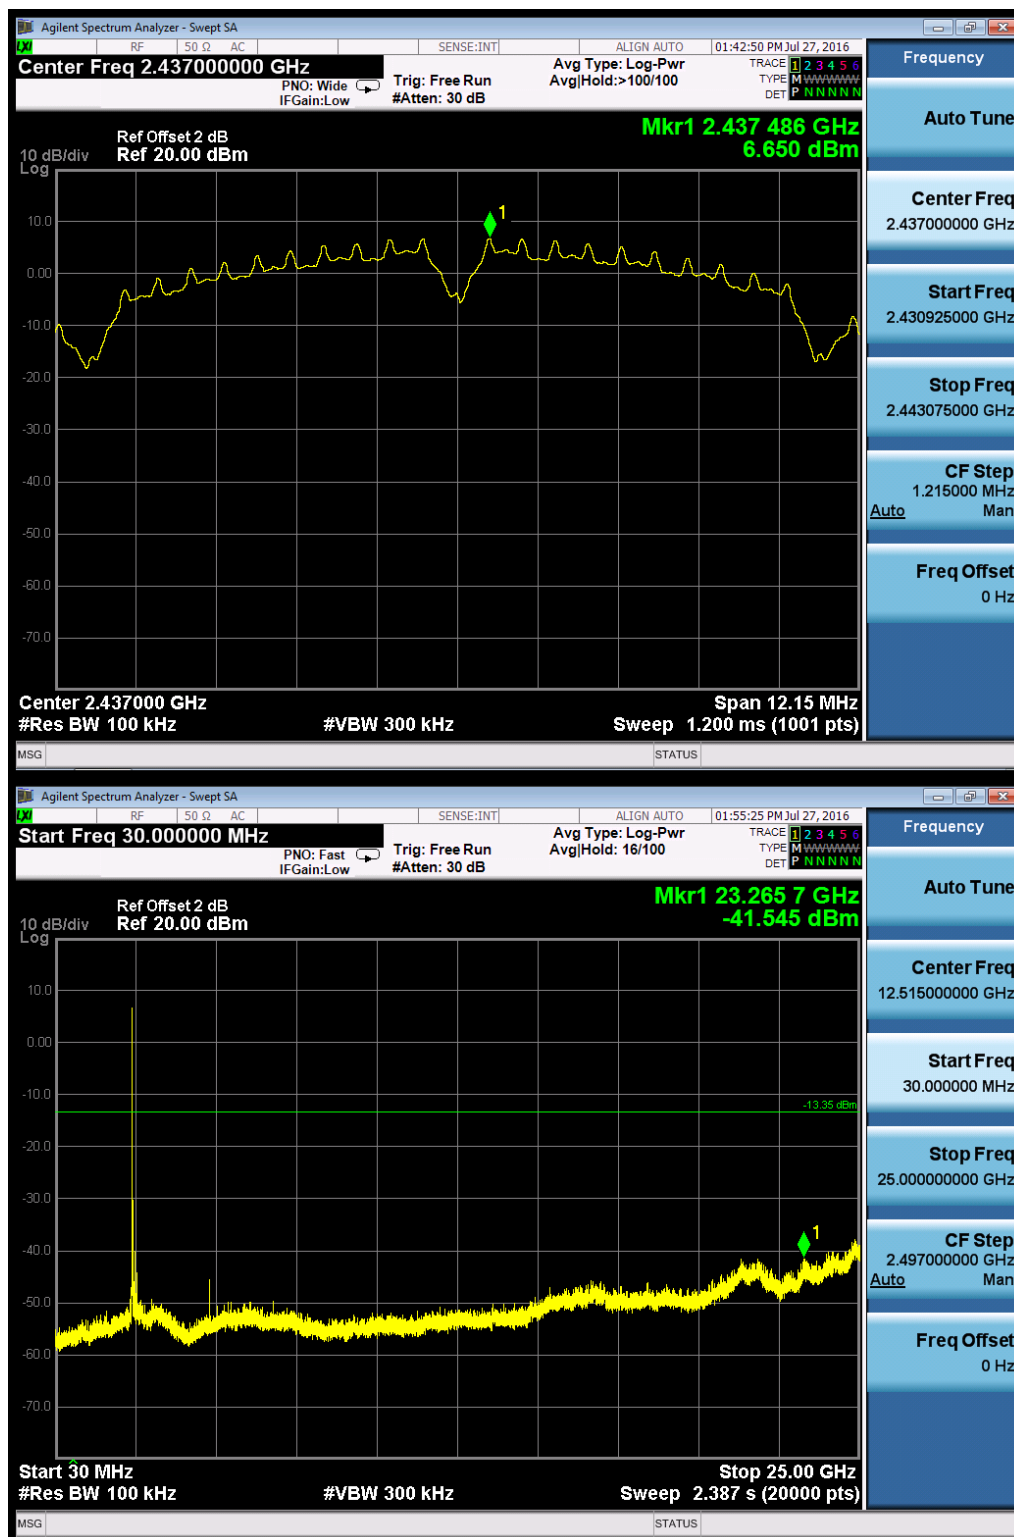 Agilent Spectrum Analyzer - Swept SA
LXI RF 50 Ω AC SENSE:INT ALIGN AUTO 01:42:50 PM Jul 27, 2016
Center Freq 2.437000000 GHz
PNO: Wide
IFGain:Low
Trig: Free Run
#Atten: 30 dB
Avg Type: Log-Pwr
Avg|Hold:>100/100
TRACE 1 2 3 4 5 6
TYPE M WWWWW
DET P N N N N N
Ref Offset 2 dB
10 dB/div Ref 20.00 dBm
Log
Mkr1 2.437 486 GHz
6.650 dBm
1
10.0
0.00
-10.0
-20.0
-30.0
-40.0
-50.0
-60.0
-70.0
Center 2.437000 GHz Span 12.15 MHz
#Res BW 100 kHz #VBW 300 kHz Sweep 1.200 ms (1001 pts)
MSG STATUS
Frequency
Auto Tune
Center Freq
2.437000000 GHz
Start Freq
2.430925000 GHz
Stop Freq
2.443075000 GHz
CF Step
1.215000 MHz
Auto Man
Freq Offset
0 Hz
Agilent Spectrum Analyzer - Swept SA
LXI RF 50 Ω AC SENSE:INT ALIGN AUTO 01:55:25 PM Jul 27, 2016
Start Freq 30.000000 MHz
PNO: Fast
IFGain:Low
Trig: Free Run
#Atten: 30 dB
Avg Type: Log-Pwr
Avg|Hold: 16/100
TRACE 1 2 3 4 5 6
TYPE M WWWWW
DET P N N N N N
Ref Offset 2 dB
10 dB/div Ref 20.00 dBm
Log
Mkr1 23.265 7 GHz
-41.545 dBm
10.0
0.00
-10.0
-13.35 dBm
-20.0
-30.0
-40.0
1
-50.0
-60.0
-70.0
Start 30 MHz Stop 25.00 GHz
#Res BW 100 kHz #VBW 300 kHz Sweep 2.387 s (20000 pts)
MSG STATUS
Frequency
Auto Tune
Center Freq
12.515000000 GHz
Start Freq
30.000000 MHz
Stop Freq
25.000000000 GHz
CF Step
2.497000000 GHz
Auto Man
Freq Offset
0 Hz